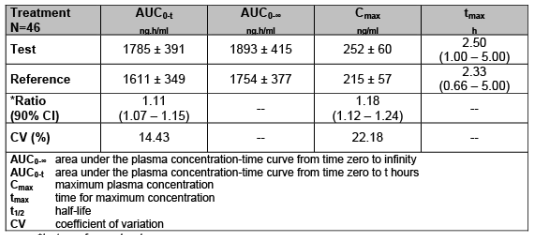 Treatment N=46 AUC0-t ng.h/ml AUC0-∞ ng.h/ml Cmax ng/ml tmax h
Test 1785 ± 391 1893 ± 415 252 ± 60 2.50 (1.00 – 5.00)
Reference 1611 ± 349 1754 ± 377 215 ± 57 2.33 (0.66 – 5.00)
*Ratio (90% CI) 1.11 (1.07 – 1.15) -- 1.18 (1.12 – 1.24) --
CV (%) 14.43 -- 22.18 --
AUC0-∞ area under the plasma concentration-time curve from time zero to infinity
AUC0-t area under the plasma concentration-time curve from time zero to t hours
Cmax maximum plasma concentration
tmax time for maximum concentration
t1/2 half-life
CV coefficient of variation